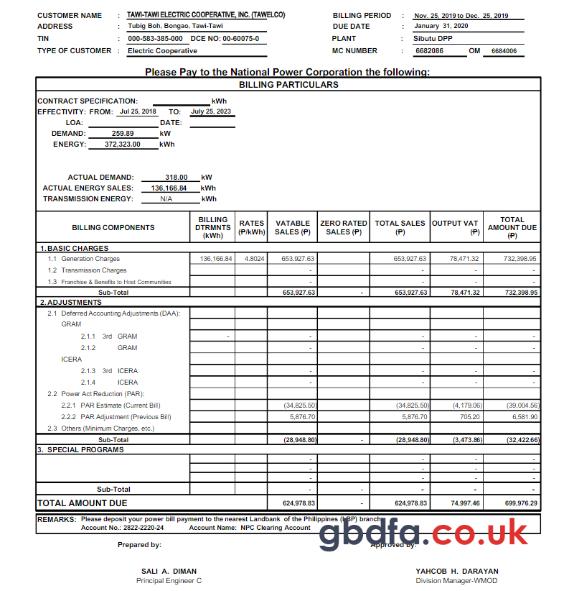 CUSTOMER NAME : TAWI-TAWI ELECTRIC COOPERATIVE, INC. (TAWELCO) BILLING PERIOD : Nov. 25, 2019 to Dec. 25, 2019
ADDRESS : Tubig Boh, Bongao, Tawi-Tawi DUE DATE : January 31, 2020
TIN : 000-583-385-000 DCE NO: 00-60075-0 PLANT : Sibutu DPP
TYPE OF CUSTOMER : Electric Cooperative MC NUMBER 6682086 OM 6684006
Please Pay to the National Power Corporation the following:
BILLING PARTICULARS
CONTRACT SPECIFICATION: kWh
EFFECTIVITY: FROM: Jul 25, 2018 TO: July 25, 2023
LOA: DATE:
DEMAND: 259.89 kW
ENERGY: 372,323.00 kWh
ACTUAL DEMAND: 318.00 kW
ACTUAL ENERGY SALES: 136,166.84 kWh
TRANSMISSION ENERGY: N/A kWh
BILLING COMPONENTS BILLING DTRMNTS (kWh) RATES (₱/kWh) VATABLE SALES (₱) ZERO RATED SALES (₱) TOTAL SALES (₱) OUTPUT VAT (₱) TOTAL AMOUNT DUE (₱)
1. BASIC CHARGES
1.1 Generation Charges 136,166.84 4.8024 653,927.63 653,927.63 78,471.32 732,398.95
1.2 Transmission Charges - - - -
1.3 Franchise & Benefits to Host Communities - - - -
Sub-Total 653,927.63 653,927.63 78,471.32 732,398.95
2. ADJUSTMENTS
2.1 Deferred Accounting Adjustments (DAA):
GRAM
2.1.1 3rd GRAM - - - - -
2.1.2 GRAM - - - -
ICERA
2.1.3 3rd ICERA - - - -
2.1.4 ICERA - - - -
2.2 Power Act Reduction (PAR):
2.2.1 PAR Estimate (Current Bill) (34,825.50) (34,825.50) (4,179.06) (39,004.56)
2.2.2 PAR Adjustment (Previous Bill) 5,876.70 5,876.70 705.20 6,581.90
2.3 Others (Minimum Charges, etc.) - - - -
Sub-Total (28,948.80) - (28,948.80) (3,473.86) (32,422.66)
3. SPECIAL PROGRAMS
Sub-Total - - - - -
TOTAL AMOUNT DUE 624,978.83 - 624,978.83 74,997.46 699,976.29
REMARKS: Please deposit your power bill payment to the nearest Landbank of the Philippines (LBP) branch
Account No.: 2822-2220-24 Account Name: NPC Clearing Account
gbdfa.co.uk
Prepared by: Approved by:
SALI A. DIMAN YAHCOB H. DARAYAN
Principal Engineer C Division Manager-WMOD